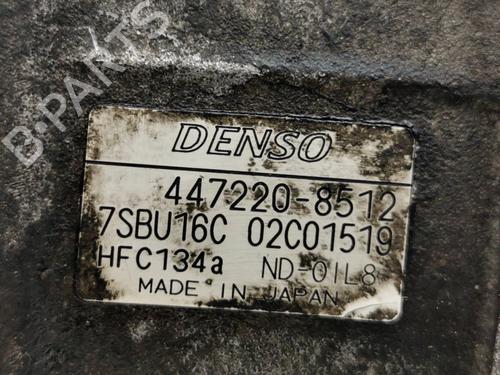 B-PARTS
DENSO
447220-8512
7SBU16C 02C01519
HFC134a ND-OIL8
MADE IN JAPAN